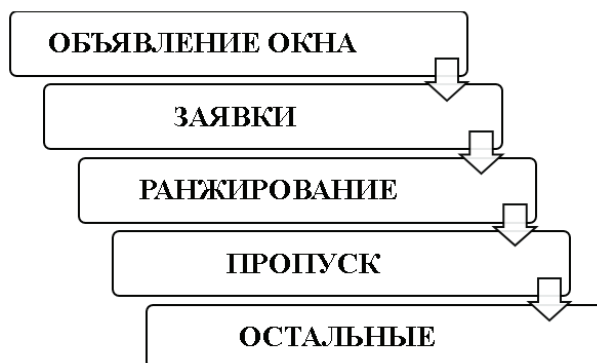 ОБЪЯВЛЕНИЕ ОКНА
ЗАЯВКИ
РАНЖИРОВАНИЕ
ПРОПУСК
ОСТАЛЬНЫЕ